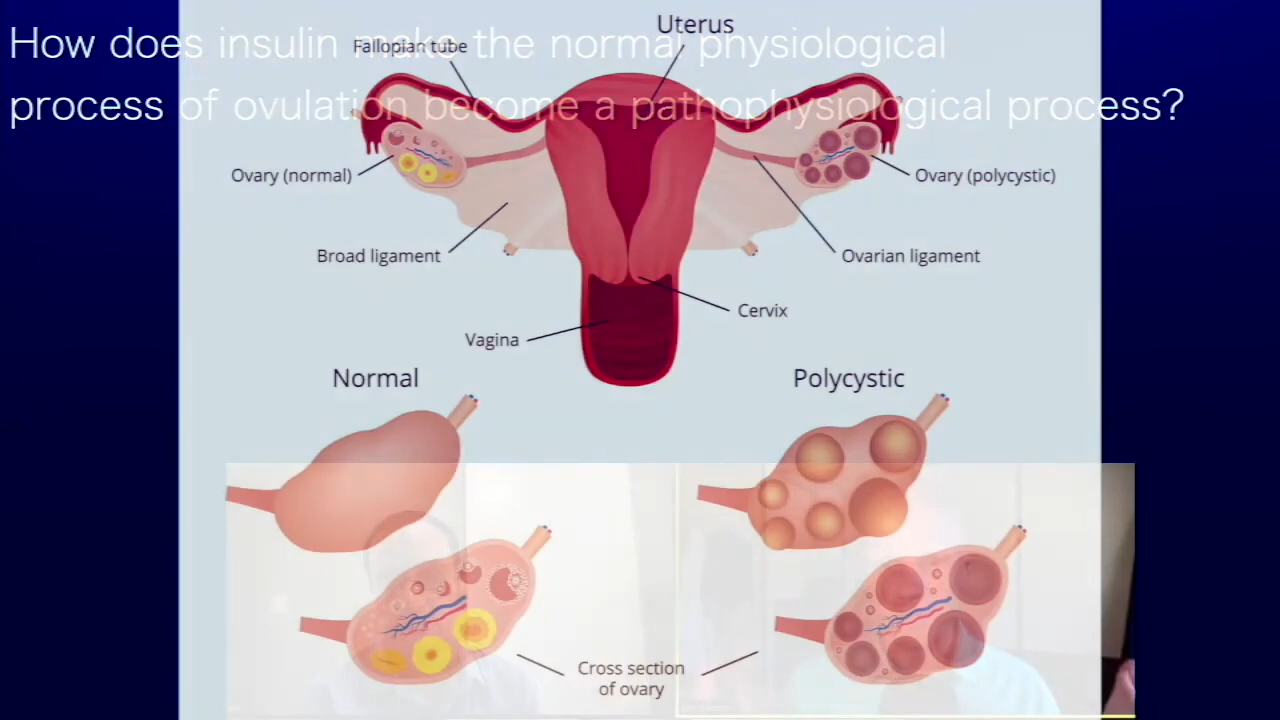 How does insulin make the normal physiological
process of ovulation become a pathophysiological process?
Uterus
Fallopian tube
Ovary (normal)
Ovary (polycystic)
Broad ligament
Ovarian ligament
Cervix
Vagina
Normal
Polycystic
Cross section
of ovary